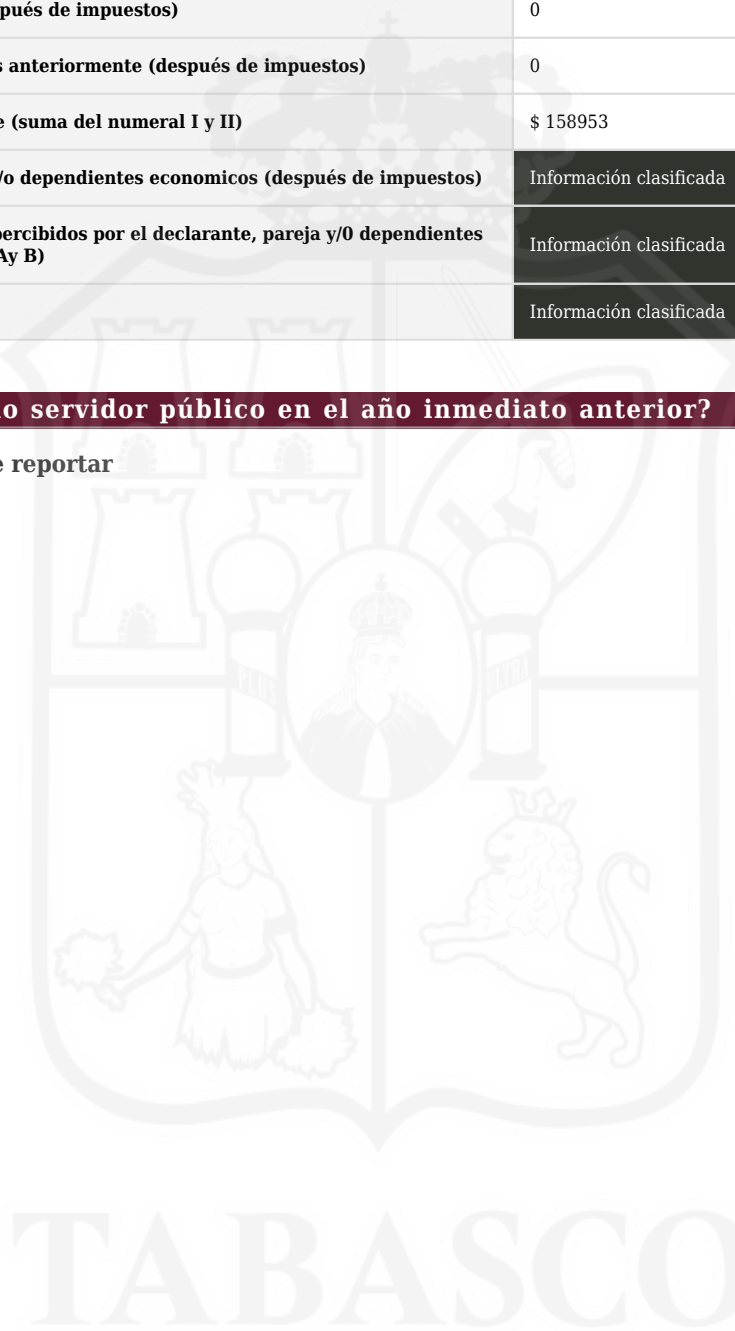 pués de impuestos) 0
s anteriormente (después de impuestos) 0
e (suma del numeral I y II) $ 158953
/o dependientes economicos (después de impuestos) Información clasificada
percibidos por el declarante, pareja y/0 dependientes
Ay B) Información clasificada
Información clasificada
o servidor público en el año inmediato anterior?
e reportar
PLUS ULTRA
TABASCO